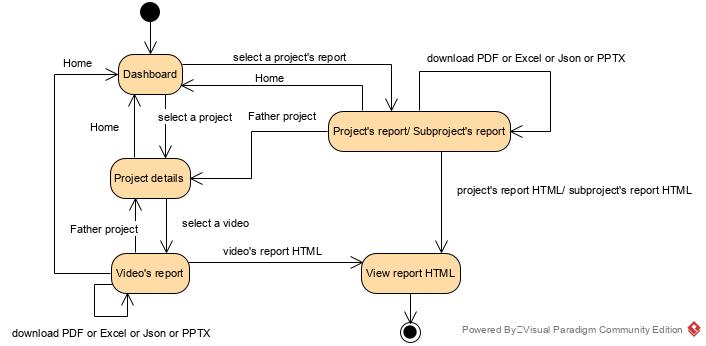 Home
select a project's report
download PDF or Excel or Json or PPTX
Dashboard
Home
Home
select a project
Father project
Project's report/ Subproject's report
Project details
project's report HTML/ subproject's report HTML
Father project
select a video
video's report HTML
Video's report
View report HTML
download PDF or Excel or Json or PPTX
Powered By Visual Paradigm Community Edition